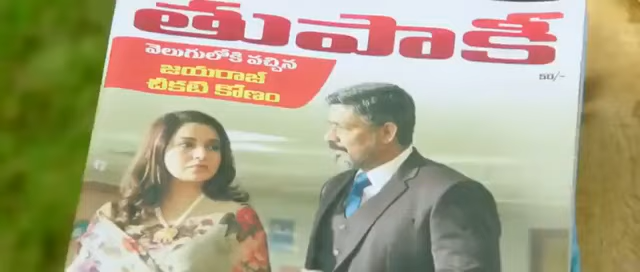 తుపాకీ
వెలుగులోకి వచ్చిన
జయరాజ్
చీకటి కోణం
50/-